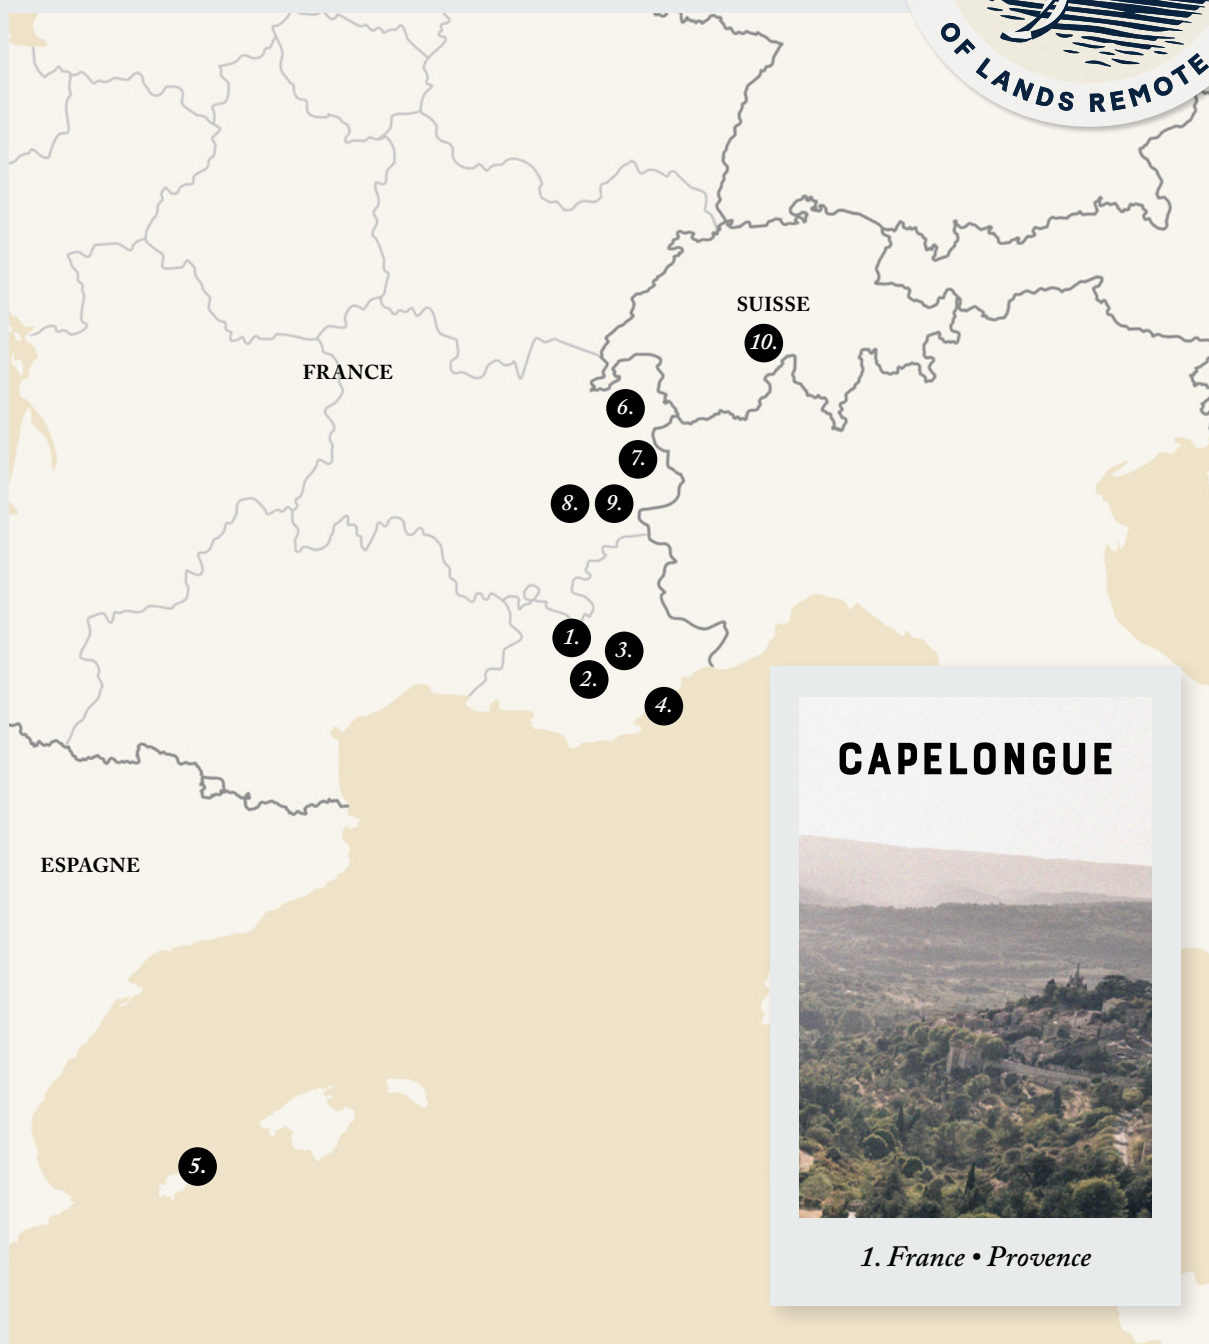 OF LANDS REMOTE
SUISSE
10.
FRANCE
6.
7.
8.
9.
1.
3.
2.
4.
CAPELONGUE
ESPAGNE
5.
1. France • Provence